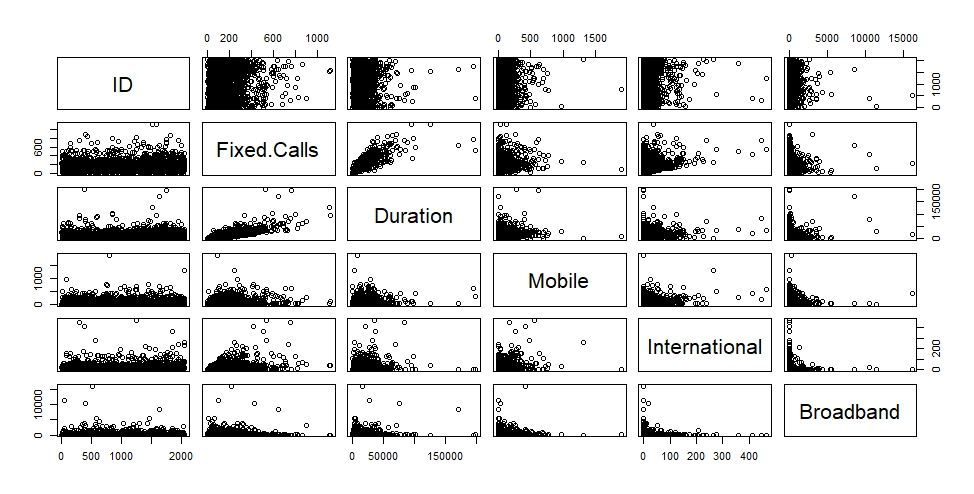 0 200 600 1000
0 500 1000 1500
0 5000 10000 15000
ID
0 1000
0 600
Fixed.Calls
Duration
0 150000
0 1000
Mobile
International
0 200
0 10000
Broadband
0 500 1000 2000
0 50000 150000
0 100 200 300 400